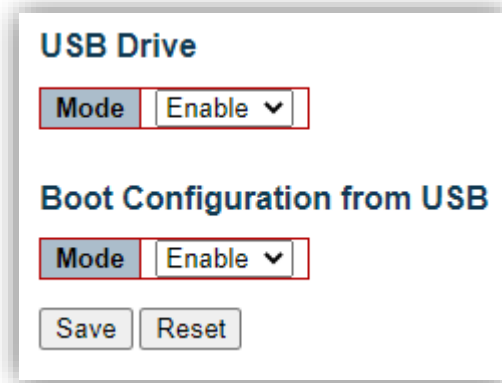 USB Drive
Mode Enable
Boot Configuration from USB
Mode Enable
Save Reset